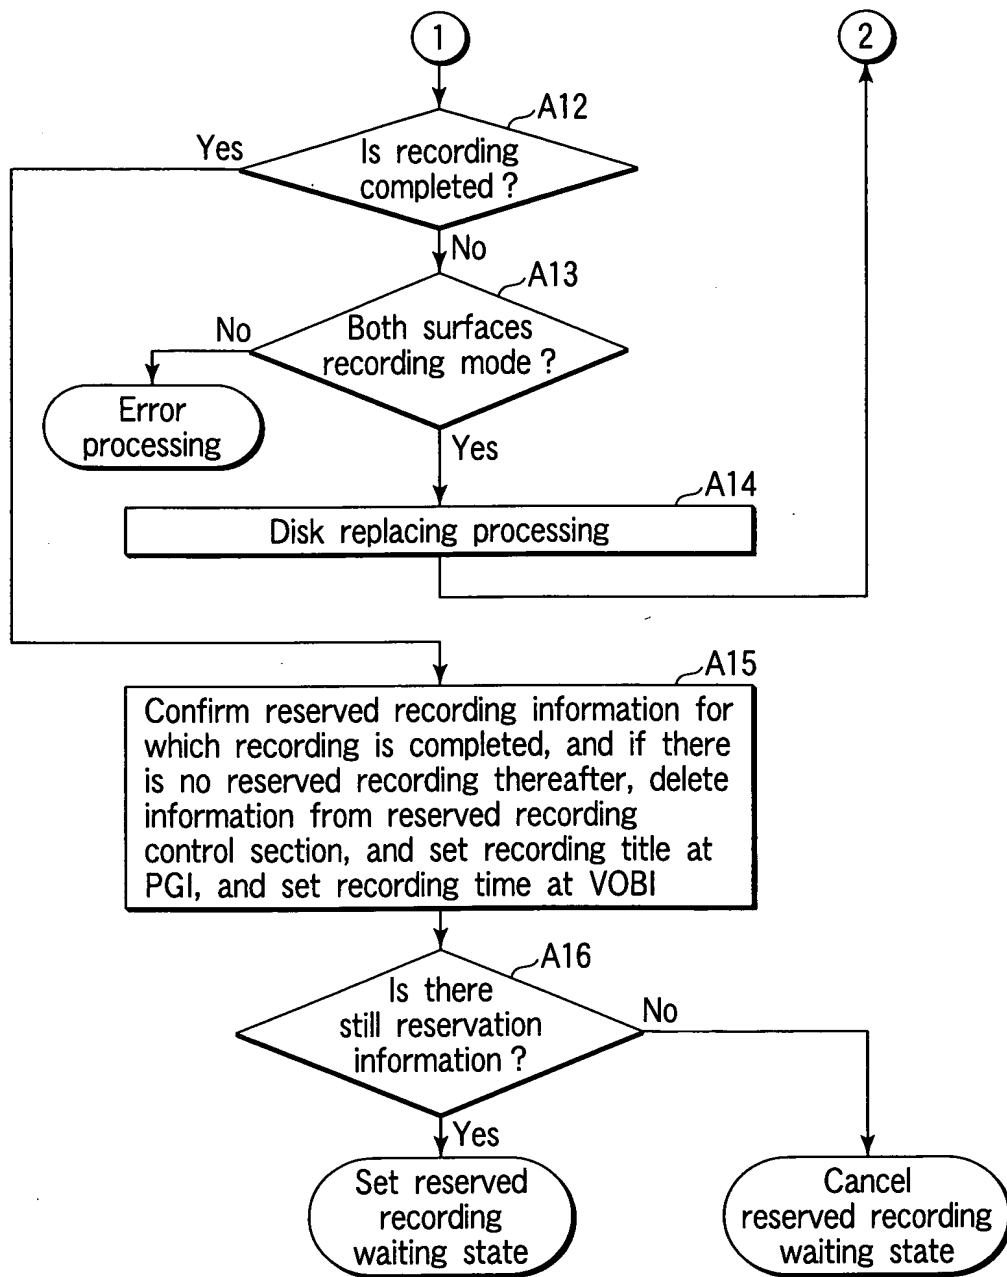 1
2
A12
Yes
Is recording
completed ?
No
A13
No
Both surfaces
recording mode ?
Error
processing
Yes
A14
Disk replacing processing
A15
Confirm reserved recording information for
which recording is completed, and if there
is no reserved recording thereafter, delete
information from reserved recording
control section, and set recording title at
PGI, and set recording time at VOBI
A16
Is there
still reservation
information ?
No
Yes
Set reserved
recording
waiting state
Cancel
reserved recording
waiting state